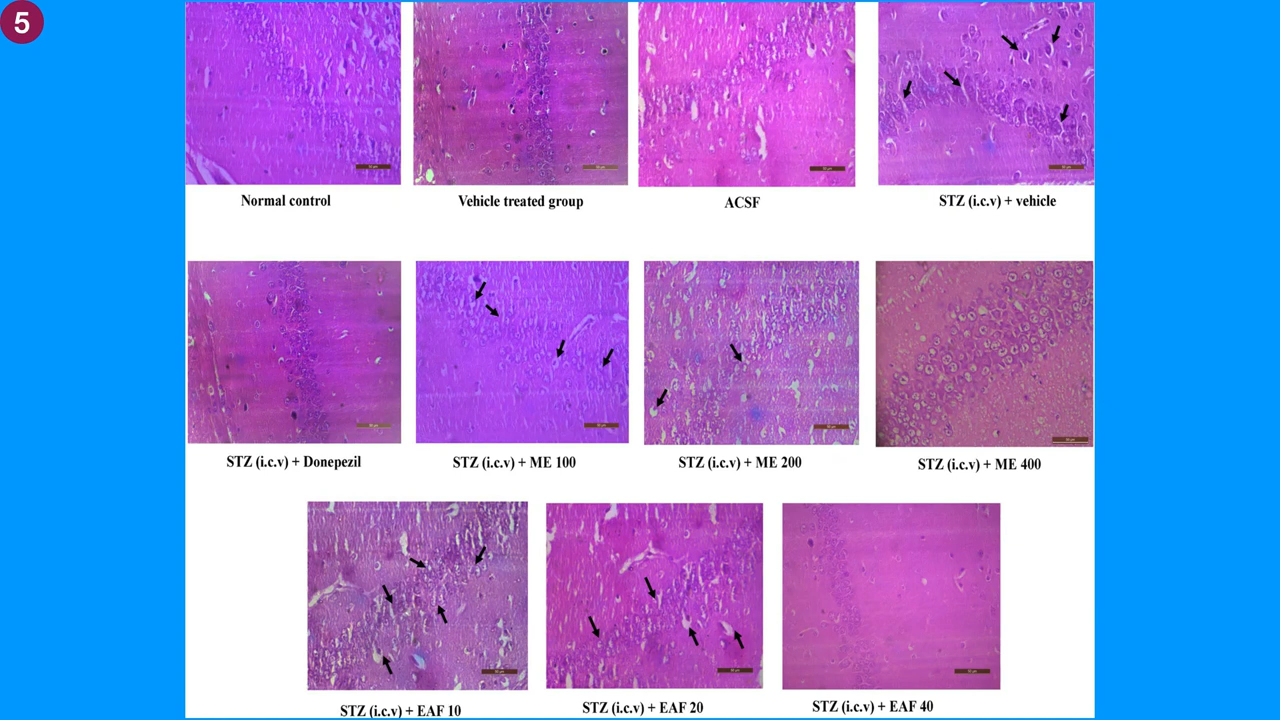 5
Normal control
Vehicle treated group
ACSF
STZ (i.c.v) + vehicle
STZ (i.c.v) + Donepezil
STZ (i.c.v) + ME 100
STZ (i.c.v) + ME 200
STZ (i.c.v) + ME 400
STZ (i.c.v) + EAF 10
STZ (i.c.v) + EAF 20
STZ (i.c.v) + EAF 40